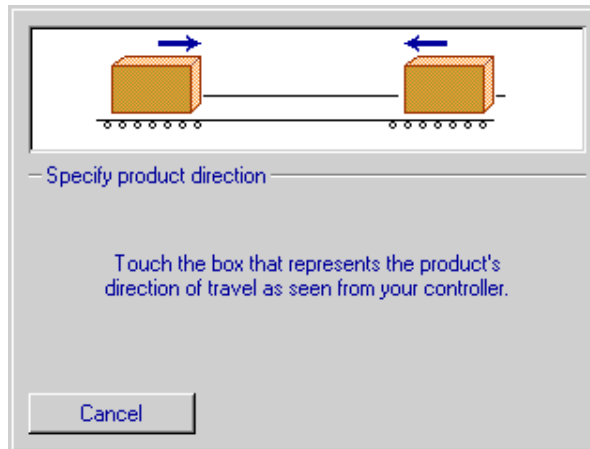 Specify product direction
Touch the box that represents the product's
direction of travel as seen from your controller.
Cancel